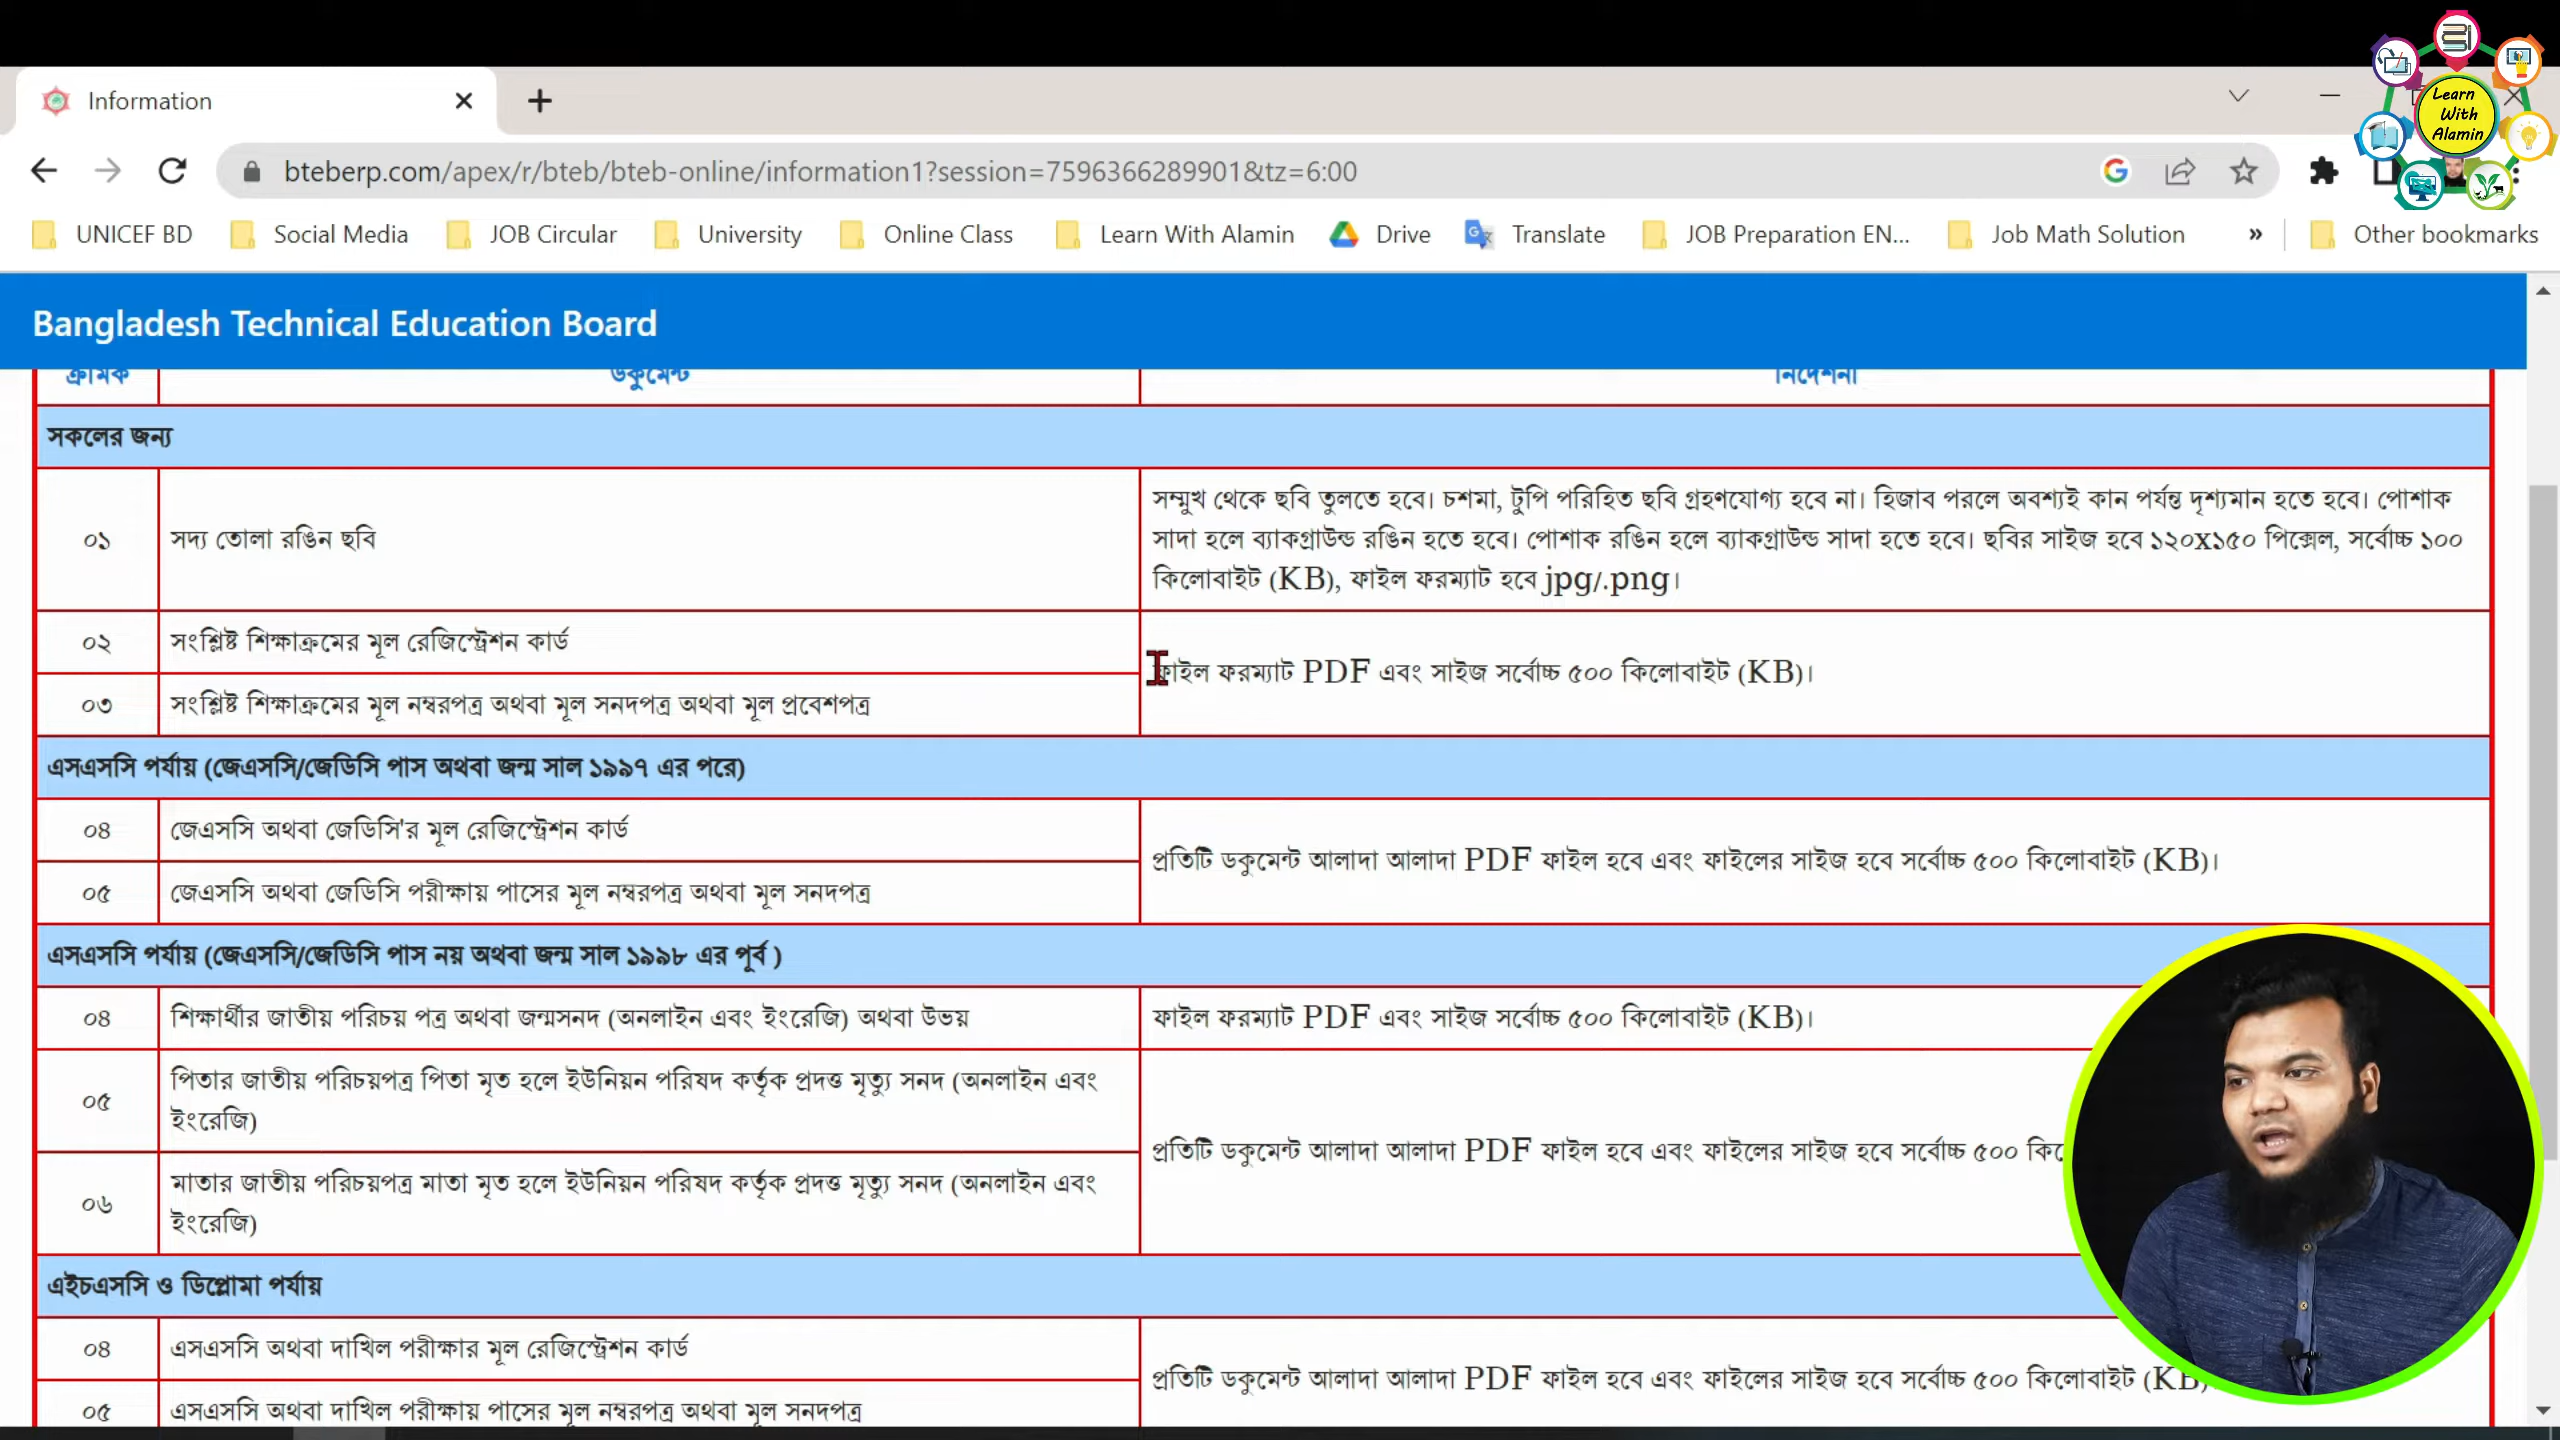 Information
Learn
With
Alamin
bteberp.com/apex/r/bteb/bteb-online/information1?session=7596366289901&tz=6:00
UNICEF BD
Social Media
JOB Circular
University
Online Class
Learn With Alamin
Drive
Translate
JOB Preparation EN...
Job Math Solution
»
Other bookmarks
Bangladesh Technical Education Board
ক্রমিক
ডকুমেন্ট
নির্দেশনা
সকলের জন্য
০১
সদ্য তোলা রঙিন ছবি
সম্মুখ থেকে ছবি তুলতে হবে। চশমা, টুপি পরিহিত ছবি গ্রহণযোগ্য হবে না। হিজাব পরলে অবশ্যই কান পর্যন্ত দৃশ্যমান হতে হবে। পোশাক
সাদা হলে ব্যাকগ্রাউন্ড রঙিন হতে হবে। পোশাক রঙিন হলে ব্যাকগ্রাউন্ড সাদা হতে হবে। ছবির সাইজ হবে ১২০x১৫০ পিক্সেল, সর্বোচ্চ ১০০
কিলোবাইট (KB), ফাইল ফরম্যাট হবে jpg/.png।
০২
সংশ্লিষ্ট শিক্ষাক্রমের মূল রেজিস্ট্রেশন কার্ড
ফাইল ফরম্যাট PDF এবং সাইজ সর্বোচ্চ ৫০০ কিলোবাইট (KB)।
০৩
সংশ্লিষ্ট শিক্ষাক্রমের মূল নম্বরপত্র অথবা মূল সনদপত্র অথবা মূল প্রবেশপত্র
এসএসসি পর্যায় (জেএসসি/জেডিসি পাস অথবা জন্ম সাল ১৯৯৭ এর পরে)
০৪
জেএসসি অথবা জেডিসি'র মূল রেজিস্ট্রেশন কার্ড
প্রতিটি ডকুমেন্ট আলাদা আলাদা PDF ফাইল হবে এবং ফাইলের সাইজ হবে সর্বোচ্চ ৫০০ কিলোবাইট (KB)।
০৫
জেএসসি অথবা জেডিসি পরীক্ষায় পাসের মূল নম্বরপত্র অথবা মূল সনদপত্র
এসএসসি পর্যায় (জেএসসি/জেডিসি পাস নয় অথবা জন্ম সাল ১৯৯৮ এর পূর্ব )
০৪
শিক্ষার্থীর জাতীয় পরিচয় পত্র অথবা জন্মসনদ (অনলাইন এবং ইংরেজি) অথবা উভয়
ফাইল ফরম্যাট PDF এবং সাইজ সর্বোচ্চ ৫০০ কিলোবাইট (KB)।
০৫
পিতার জাতীয় পরিচয়পত্র পিতা মৃত হলে ইউনিয়ন পরিষদ কর্তৃক প্রদত্ত মৃত্যু সনদ (অনলাইন এবং
ইংরেজি)
প্রতিটি ডকুমেন্ট আলাদা আলাদা PDF ফাইল হবে এবং ফাইলের সাইজ হবে সর্বোচ্চ ৫০০
০৬
মাতার জাতীয় পরিচয়পত্র মাতা মৃত হলে ইউনিয়ন পরিষদ কর্তৃক প্রদত্ত মৃত্যু সনদ (অনলাইন এবং
ইংরেজি)
এইচএসসি ও ডিপ্লোমা পর্যায়
০৪
এসএসসি অথবা দাখিল পরীক্ষার মূল রেজিস্ট্রেশন কার্ড
প্রতিটি ডকুমেন্ট আলাদা আলাদা PDF ফাইল হবে এবং ফাইলের সাইজ হবে সর্বোচ্চ ৫০০ কিলোবাইট (KB)
০৫
এসএসসি অথবা দাখিল পরীক্ষায় পাসের মূল নম্বরপত্র অথবা মূল সনদপত্র